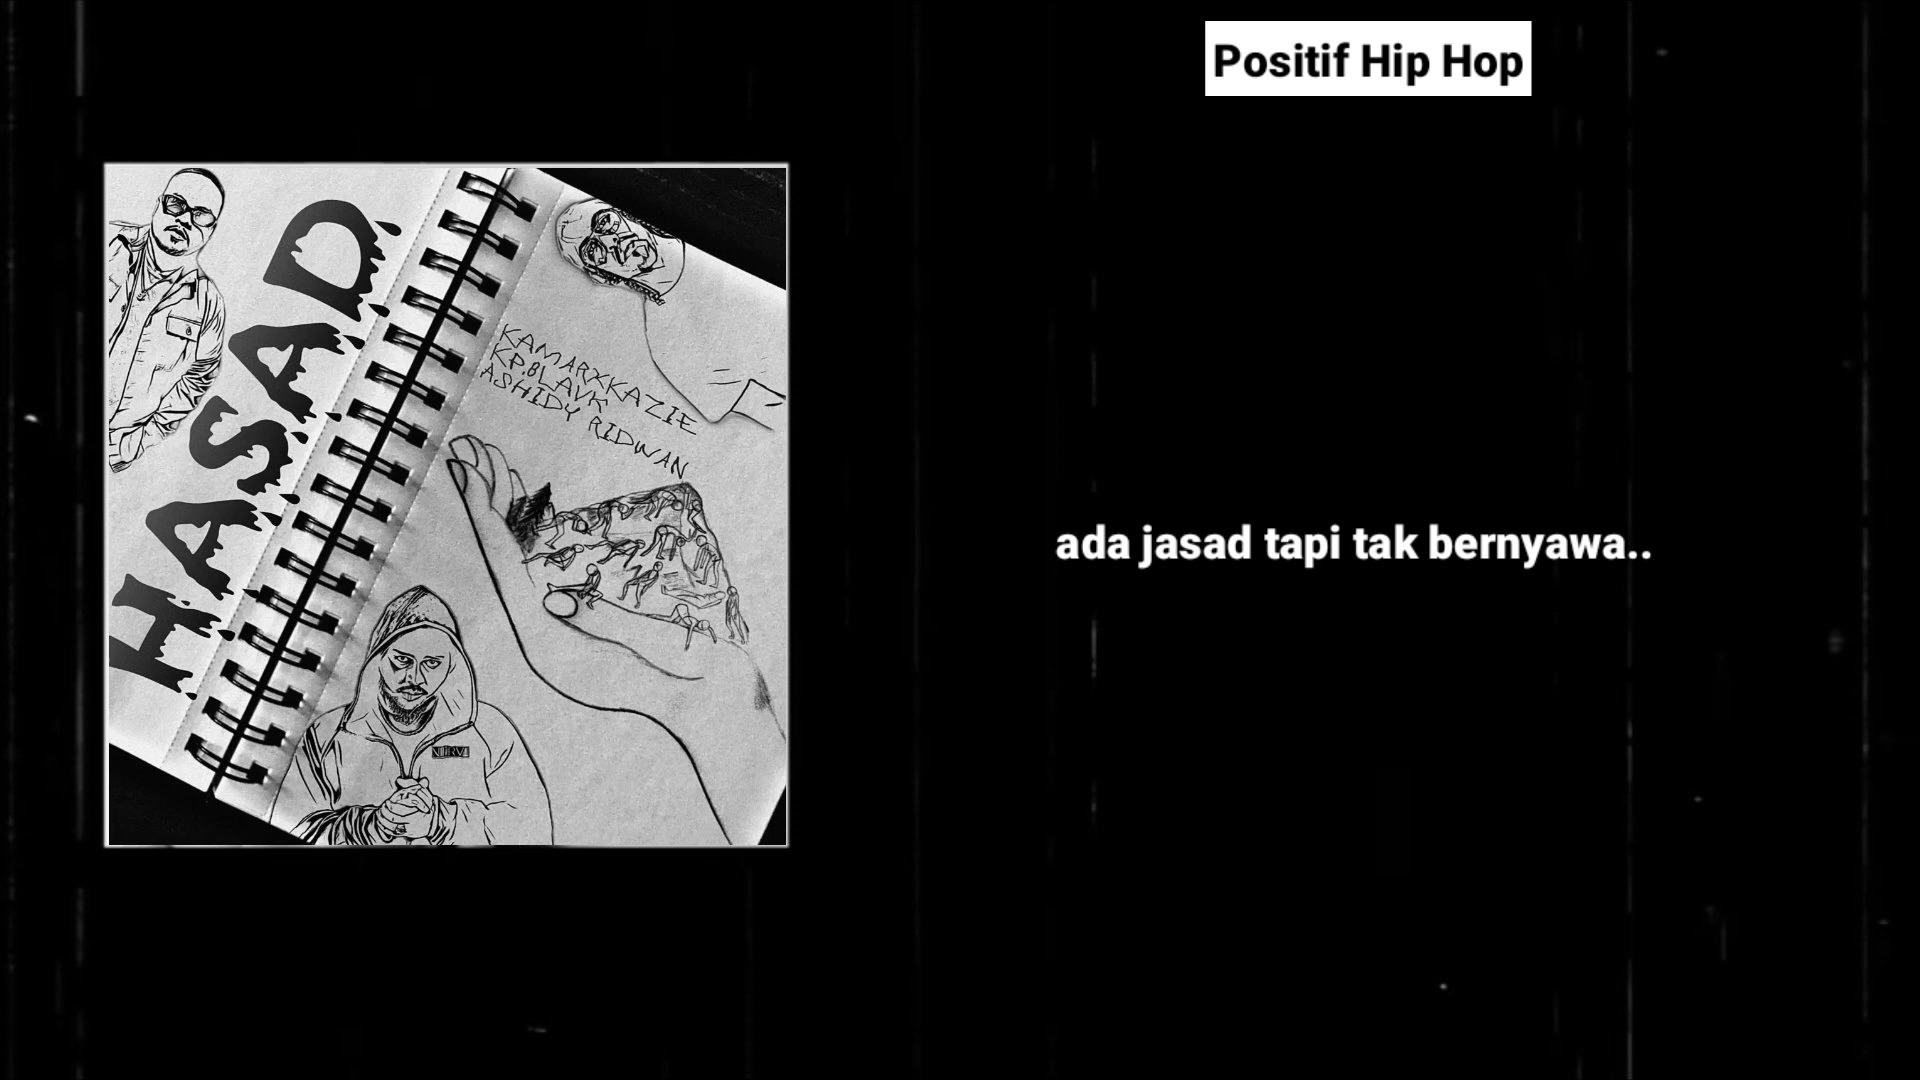 Positif Hip Hop
HASAD
KAMARXKAZIE
KP.BLAVK
ASHIDY RIDWAN
ada jasad tapi tak bernyawa..